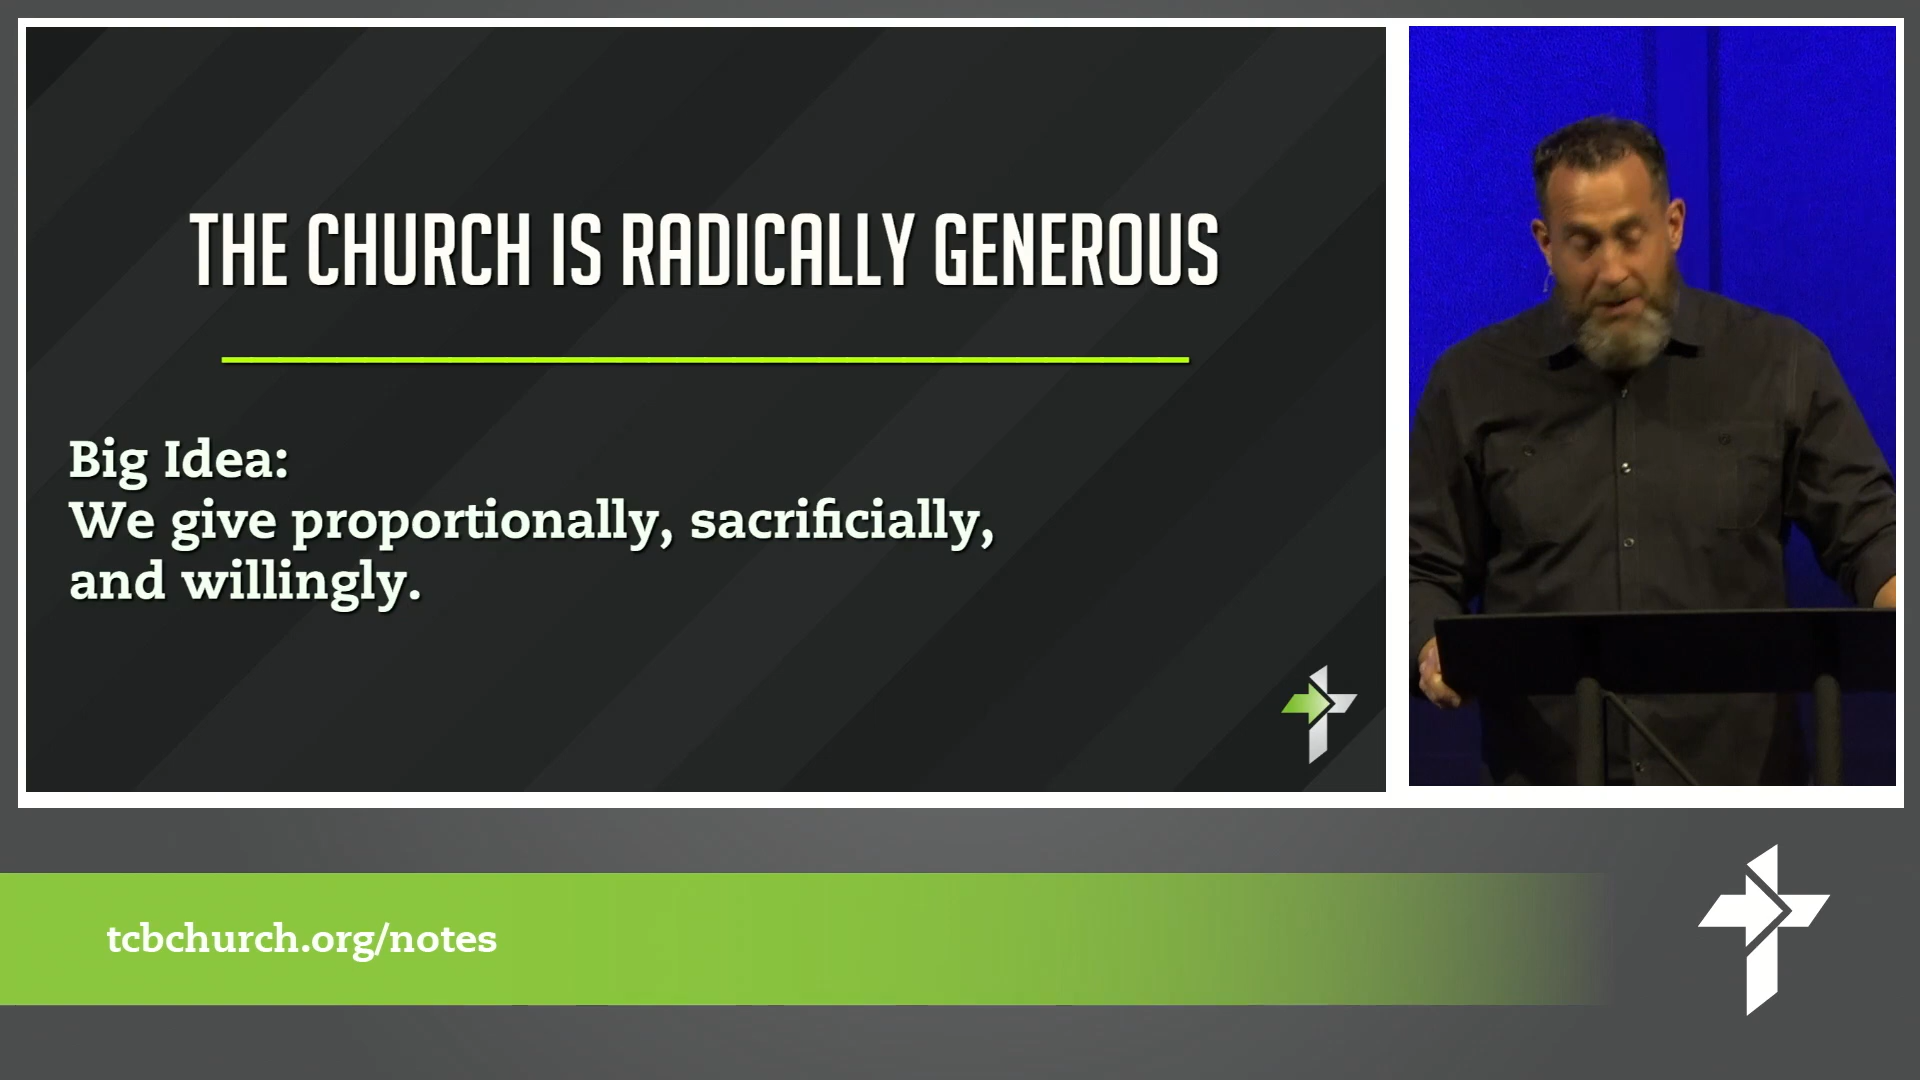 THE CHURCH IS RADICALLY GENEROUS
Big Idea:
We give proportionally, sacrificially,
and willingly.
tcbchurch.org/notes